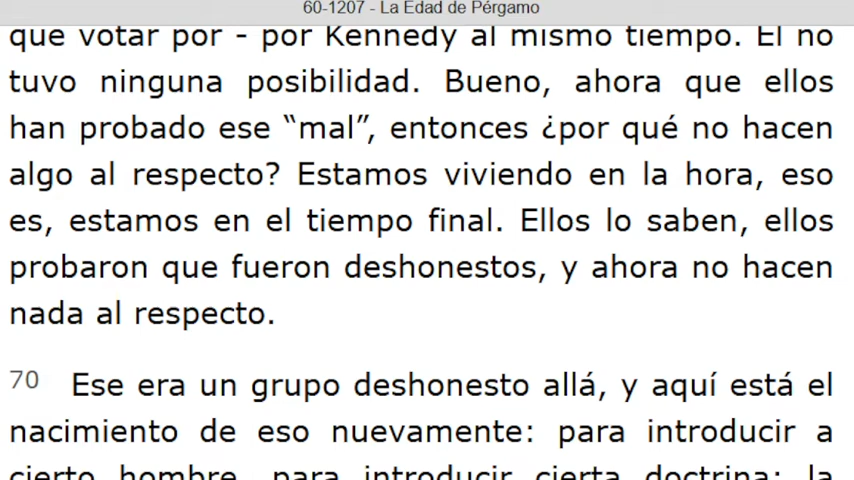 60-1207 - La Edad de Pérgamo
que votar por - por Kennedy al mismo tiempo. El no
tuvo ninguna posibilidad. Bueno, ahora que ellos
han probado ese “mal”, entonces ¿por qué no hacen
algo al respecto? Estamos viviendo en la hora, eso
es, estamos en el tiempo final. Ellos lo saben, ellos
probaron que fueron deshonestos, y ahora no hacen
nada al respecto.
70 Ese era un grupo deshonesto allá, y aquí está el
nacimiento de eso nuevamente: para introducir a
cierto hombre, para introducir cierta doctrina; la